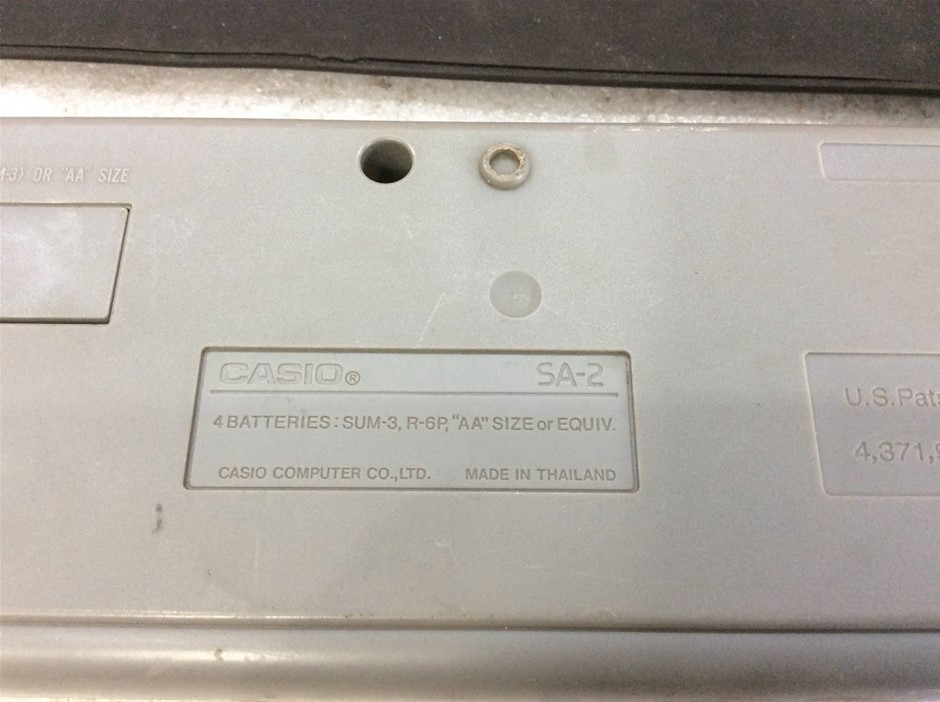 OR "AA" SIZE
CASIO® SA-2
4 BATTERIES : SUM-3, R-6P, "AA" SIZE or EQUIV.
CASIO COMPUTER CO.,LTD. MADE IN THAILAND
U.S.Pat
4,371,